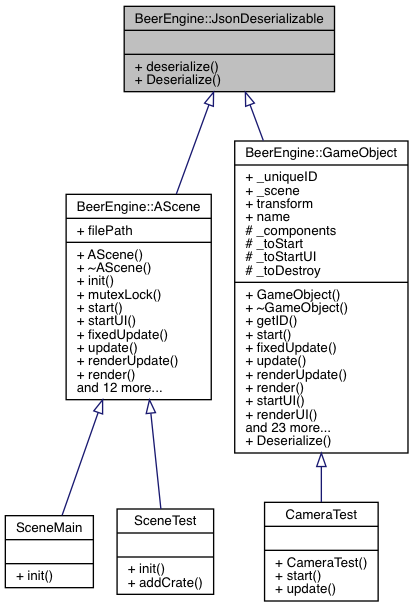 BeerEngine::JsonDeserializable
+ deserialize()
+ Deserialize()
BeerEngine::GameObject
+ _uniqueID
+ _scene
+ transform
+ name
# _components
# _toStart
# _toStartUI
# _toDestroy
+ GameObject()
+ ~GameObject()
+ getID()
+ start()
+ fixedUpdate()
+ update()
+ renderUpdate()
+ render()
+ startUI()
+ renderUI()
and 23 more...
+ Deserialize()
BeerEngine::AScene
+ filePath
+ AScene()
+ ~AScene()
+ init()
+ mutexLock()
+ start()
+ startUI()
+ fixedUpdate()
+ update()
+ renderUpdate()
+ render()
and 12 more...
SceneMain
+ init()
SceneTest
+ init()
+ addCrate()
CameraTest
+ CameraTest()
+ start()
+ update()